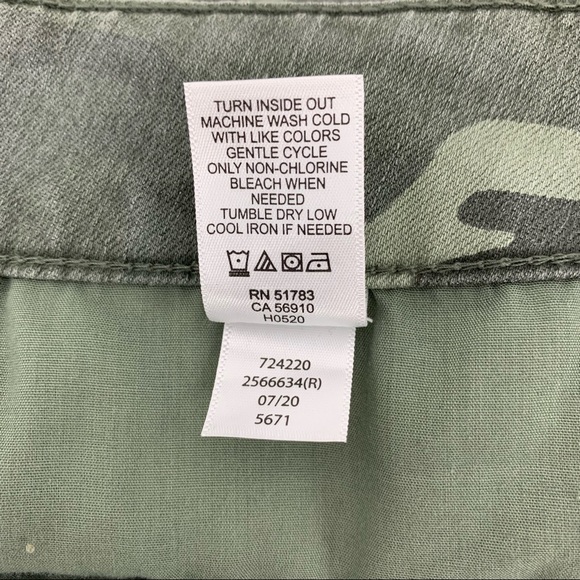 TURN INSIDE OUT
MACHINE WASH COLD
WITH LIKE COLORS
GENTLE CYCLE
ONLY NON-CHLORINE
BLEACH WHEN
NEEDED
TUMBLE DRY LOW
COOL IRON IF NEEDED
RN 51783
CA 56910
H0520
724220
2566634(R)
07/20
5671